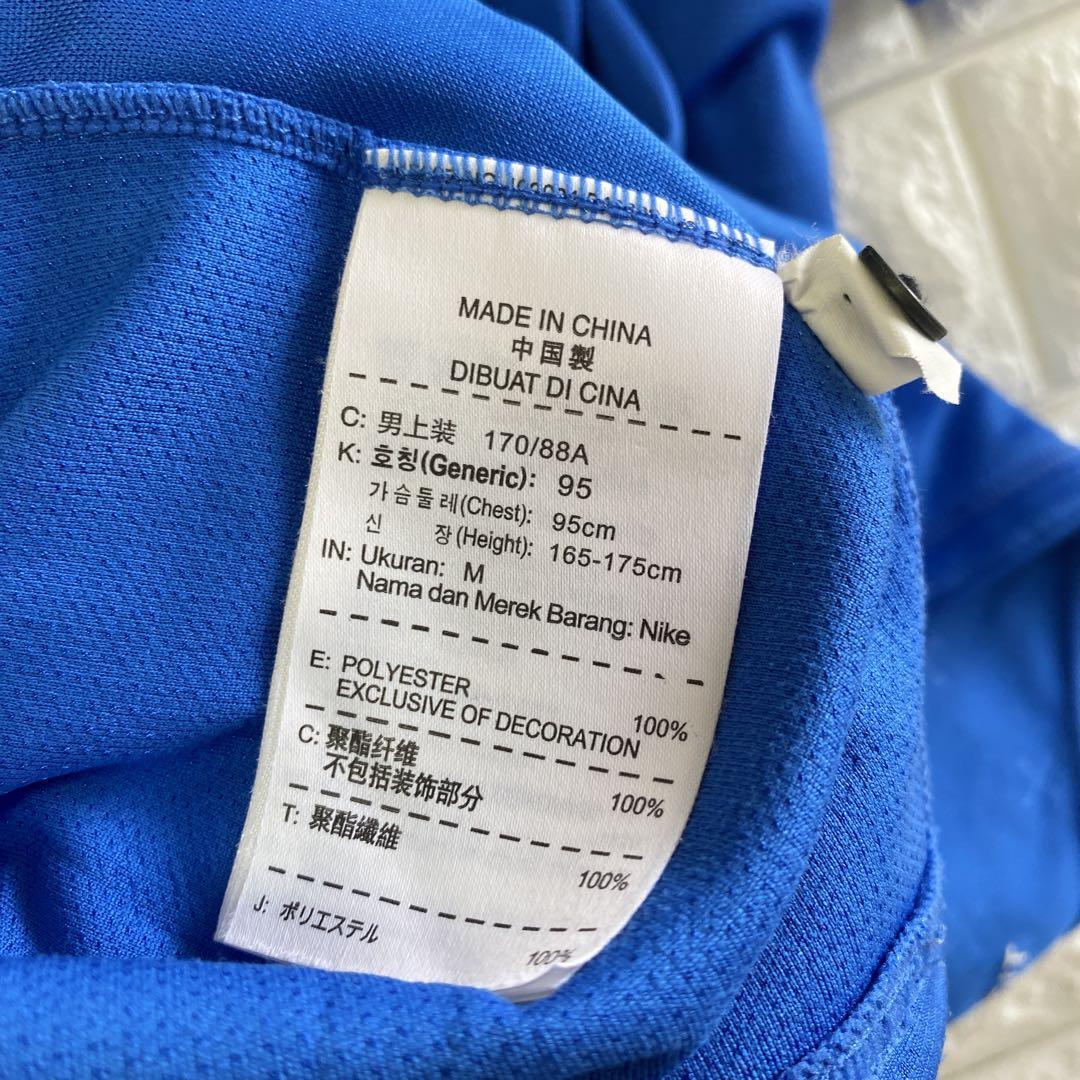 MADE IN CHINA
中国製
DIBUAT DI CINA
C: 男上装 170/88A
K: 호칭(Generic): 95
가슴둘레(Chest): 95cm
신 장(Height): 165-175cm
IN: Ukuran: M
Nama dan Merek Barang: Nike
E: POLYESTER 100%
EXCLUSIVE OF DECORATION
C: 聚酯纤维 100%
不包括装饰部分
T: 聚酯纖維 100%
J: ポリエステル 100%